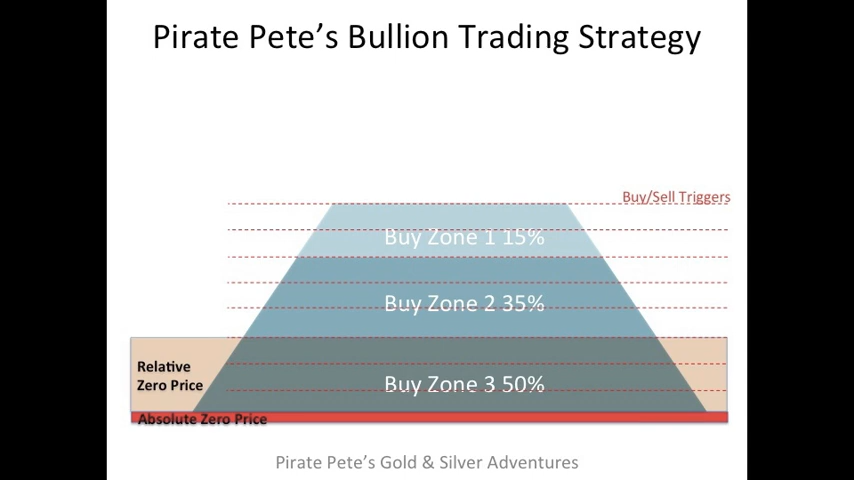 Pirate Pete’s Bullion Trading Strategy
Buy/Sell Triggers
Buy Zone 1 15%
Buy Zone 2 35%
Relative
Zero Price
Buy Zone 3 50%
Absolute Zero Price
Pirate Pete’s Gold & Silver Adventures